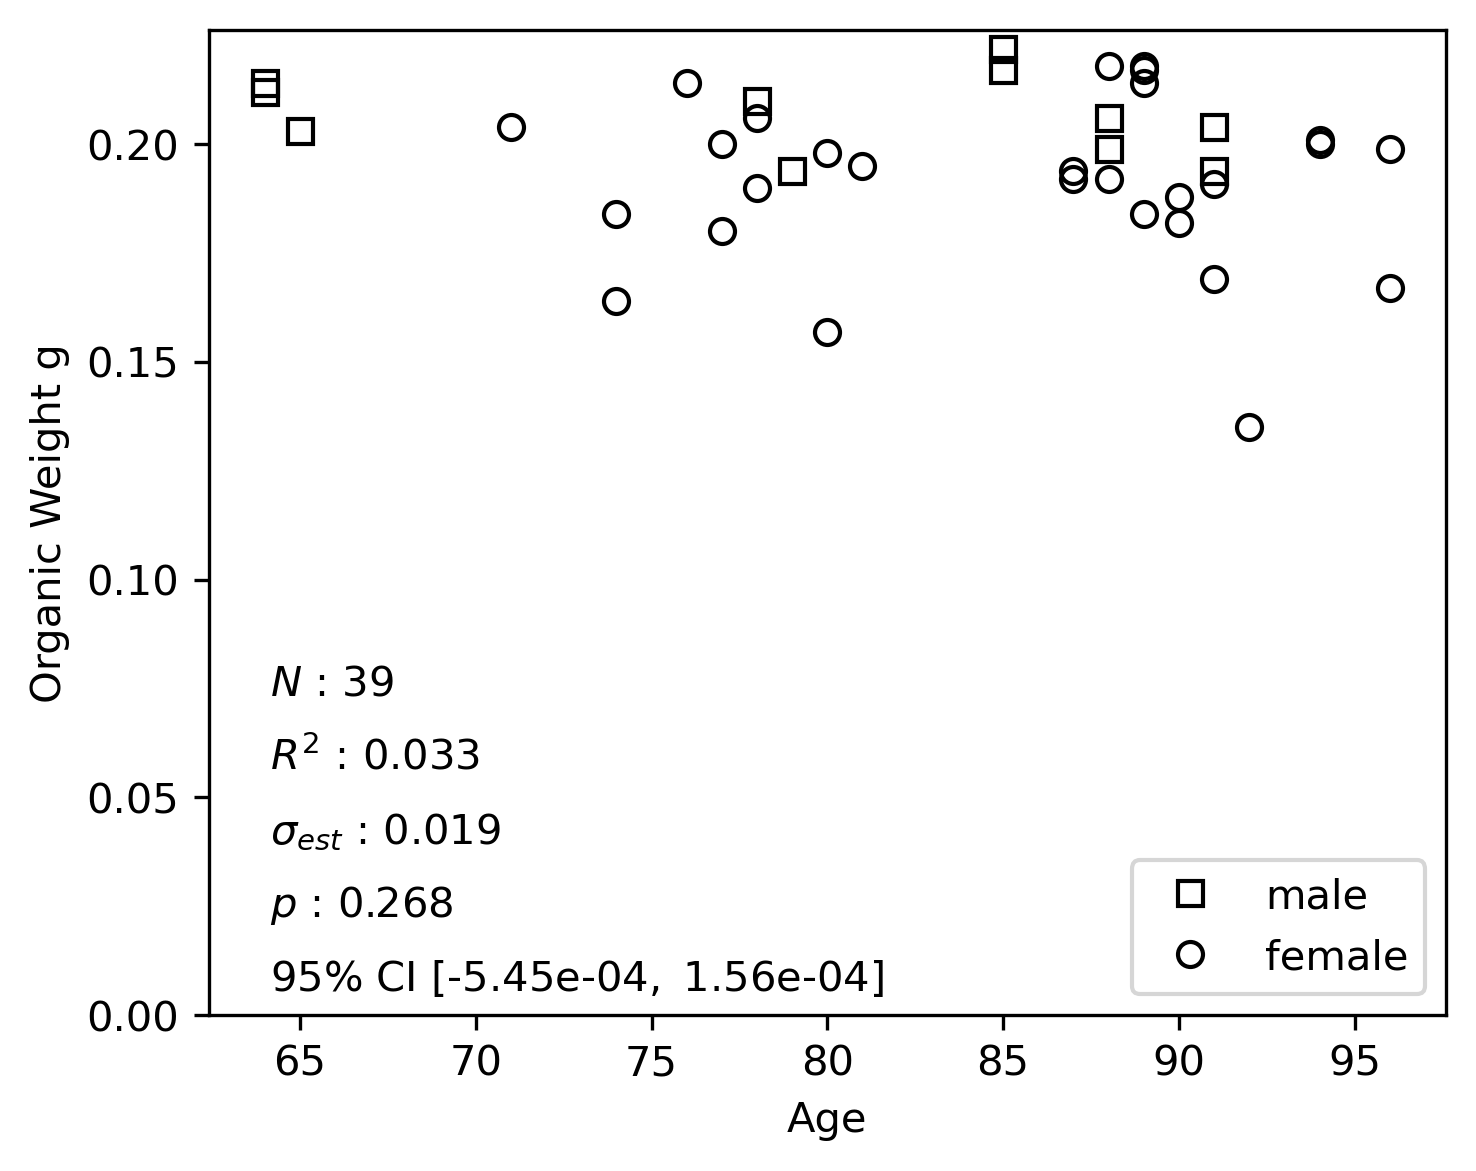 0.20
0.15
0.10
0.05
0.00
Organic Weight g
N : 39
R² : 0.033
σest : 0.019
p : 0.268
95% CI [-5.45e-04, 1.56e-04]
male
female
65 70 75 80 85 90 95
Age